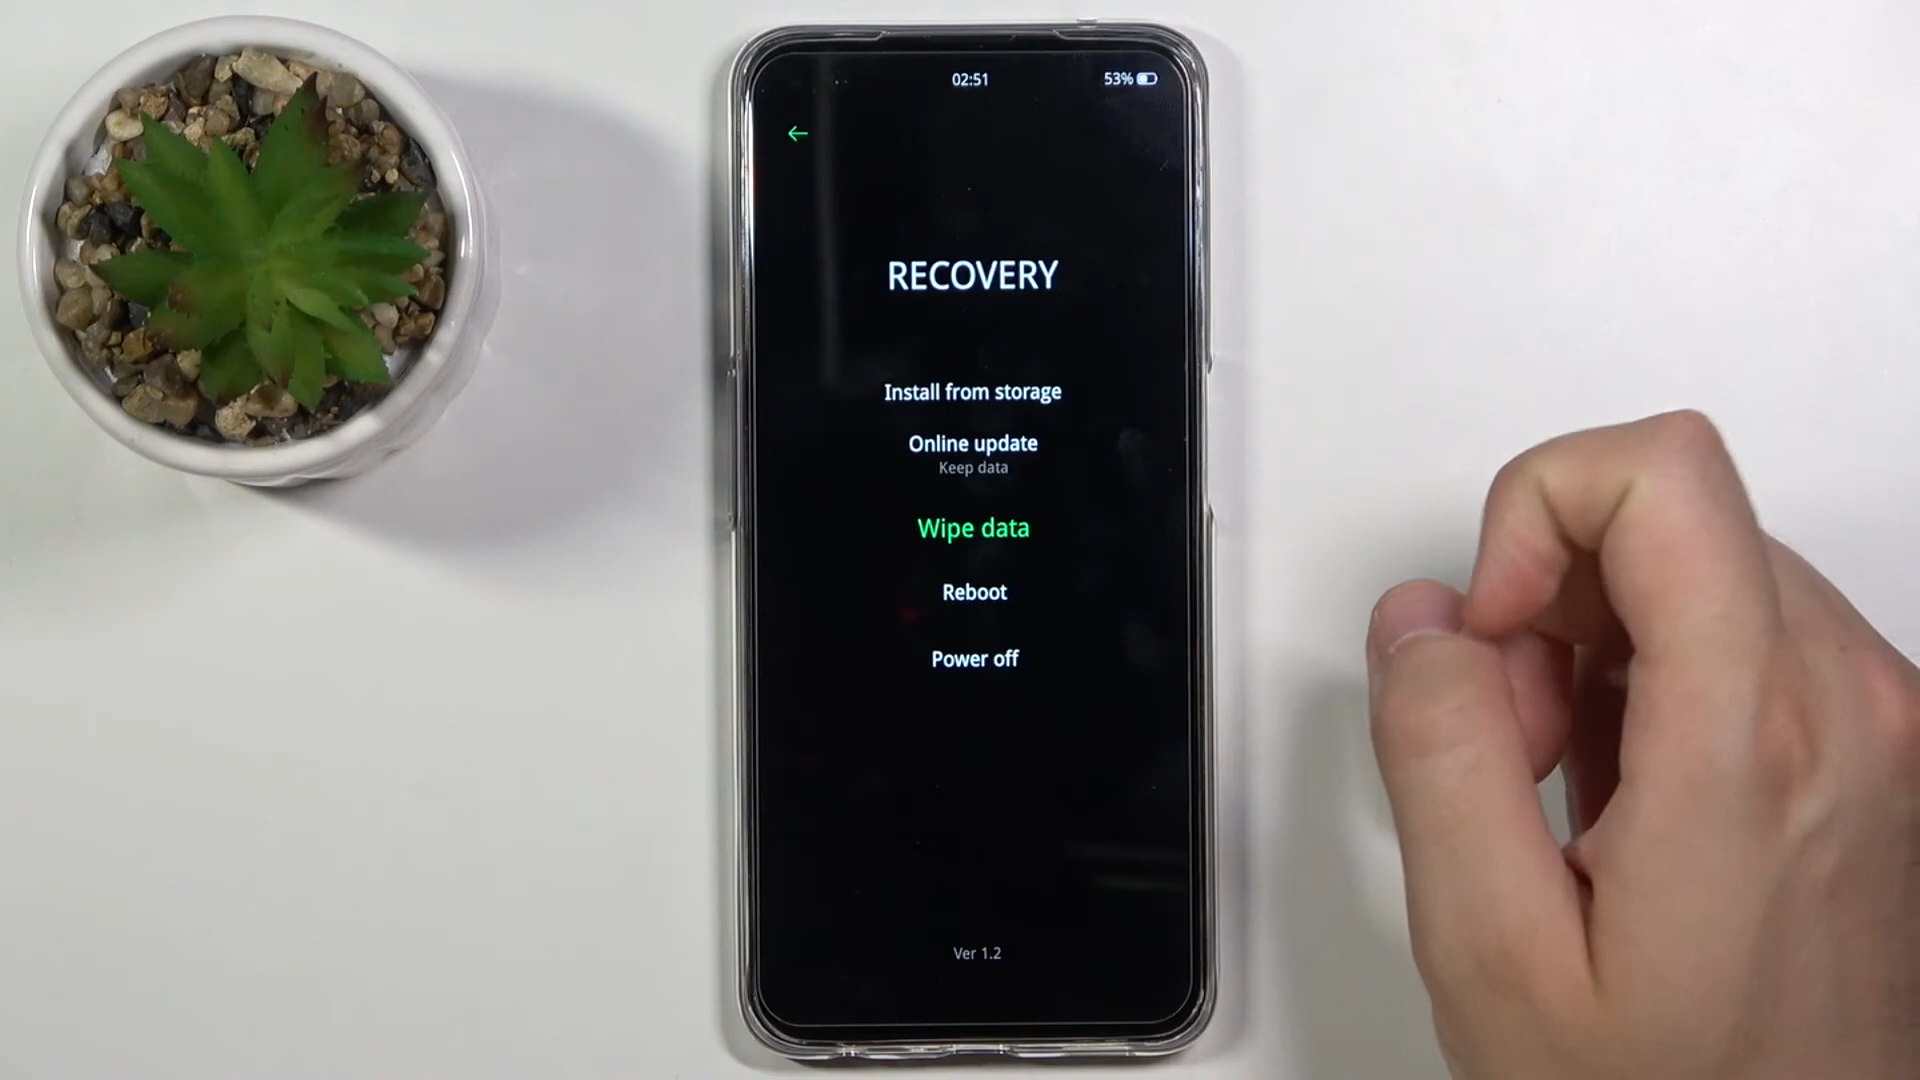 02:51
53%
RECOVERY
Install from storage
Online update
Keep data
Wipe data
Reboot
Power off
Ver 1.2